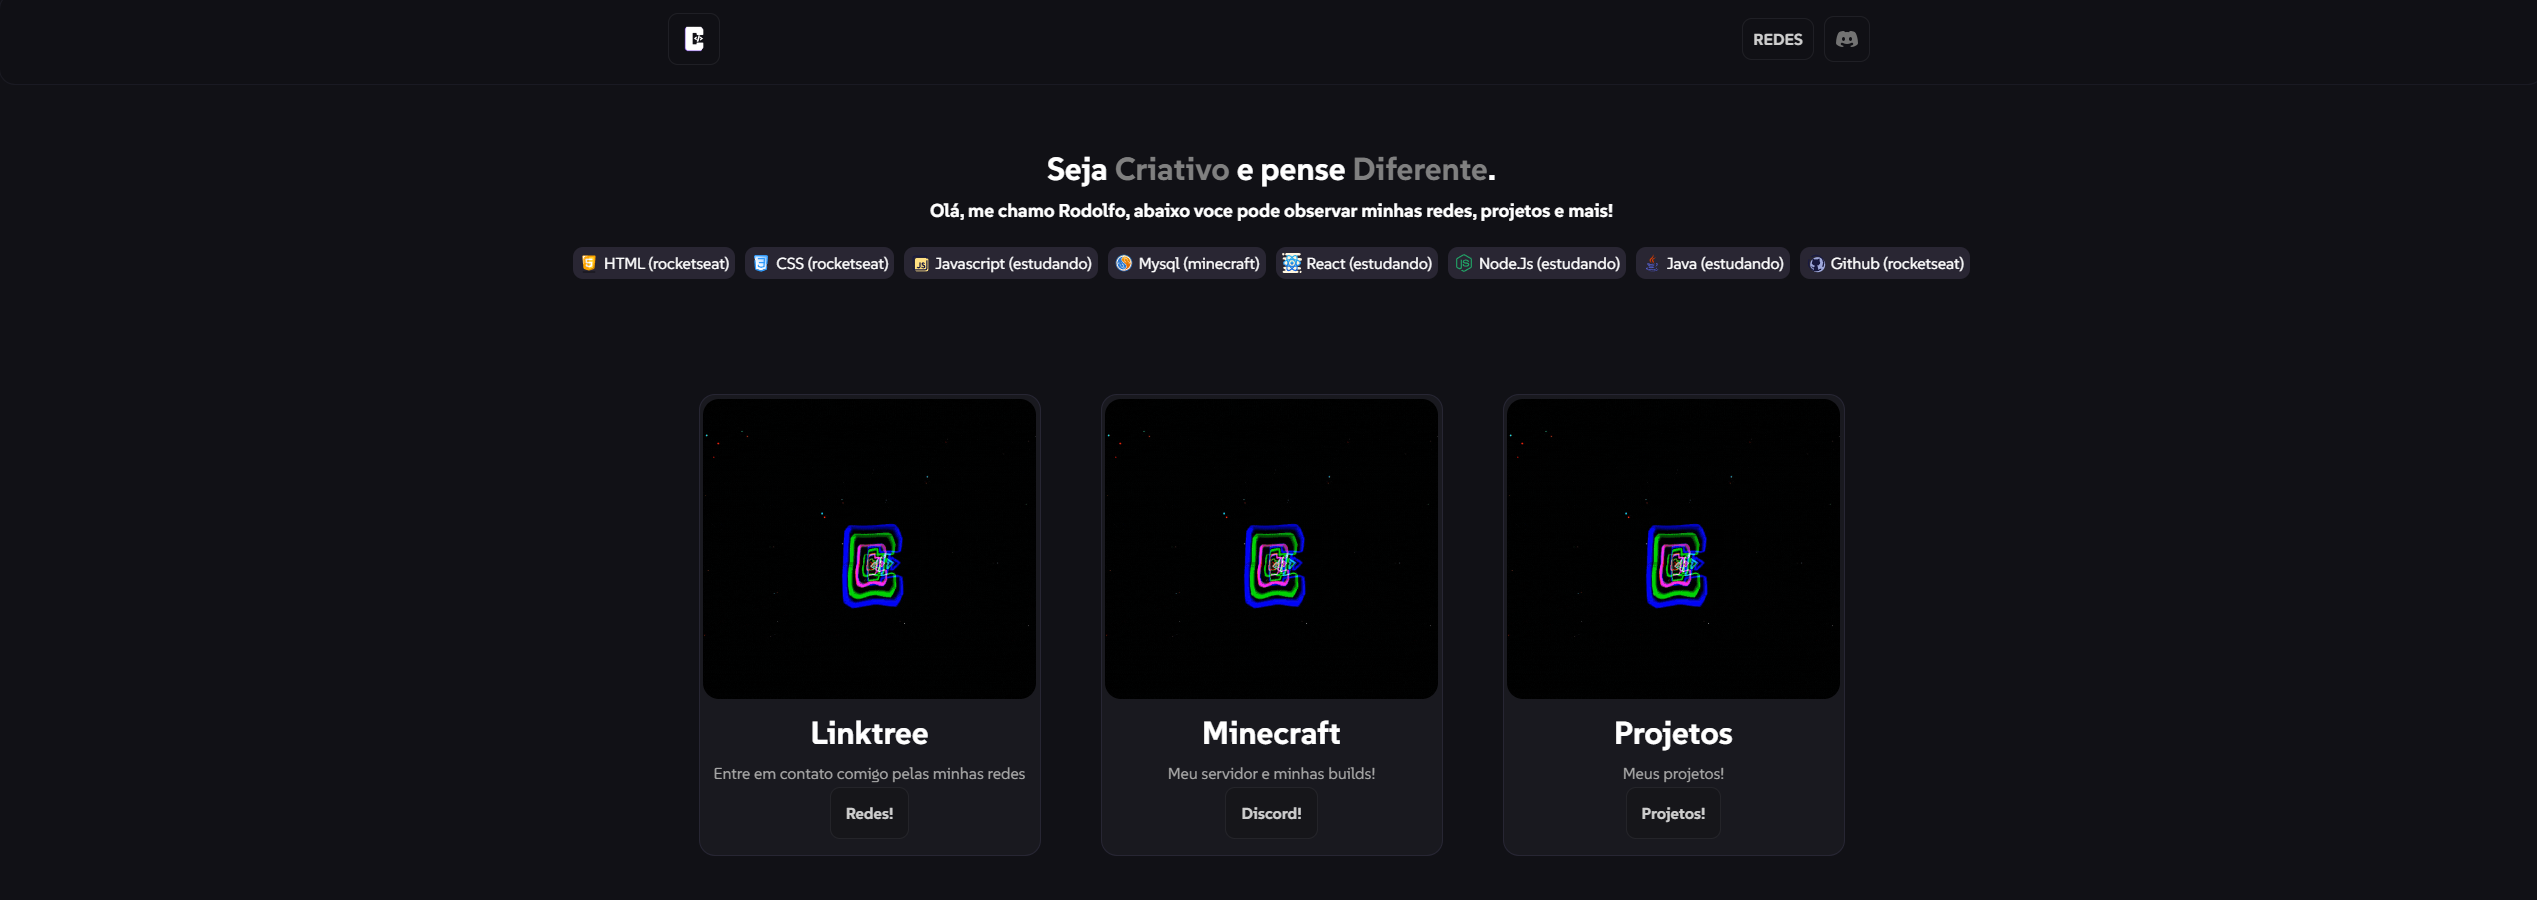 REDES
Seja Criativo e pense Diferente.
Olá, me chamo Rodolfo, abaixo voce pode observar minhas redes, projetos e mais!
HTML (rocketseat) CSS (rocketseat) Javascript (estudando) Mysql (minecraft) React (estudando) Node.Js (estudando) Java (estudando) Github (rocketseat)
Linktree
Entre em contato comigo pelas minhas redes
Redes!
Minecraft
Meu servidor e minhas builds!
Discord!
Projetos
Meus projetos!
Projetos!